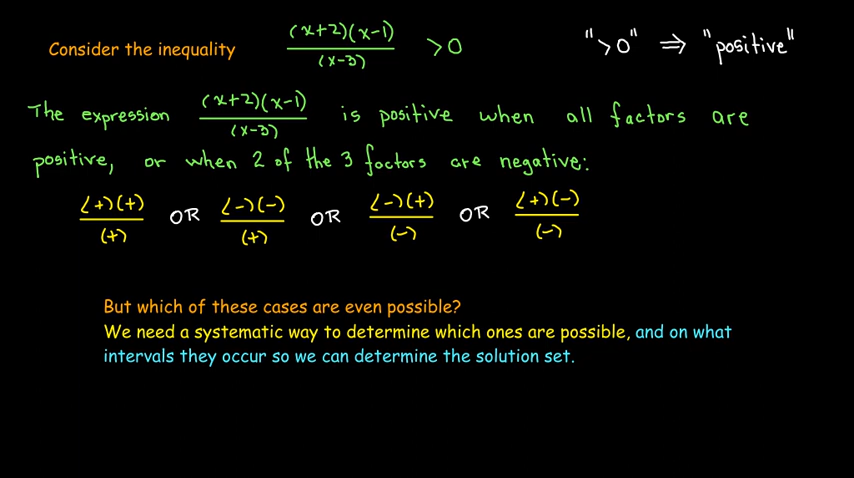 Consider the inequality (x+2)(x-1)/(x-3) >0 ">0" ⇒ "positive"
The expression (x+2)(x-1)/(x-3) is positive when all factors are
positive, or when 2 of the 3 factors are negative:
(+)(+)/(+) OR (-)(-)/(+) OR (-)(+)/(-) OR (+)(-)/(-)
But which of these cases are even possible?
We need a systematic way to determine which ones are possible, and on what
intervals they occur so we can determine the solution set.